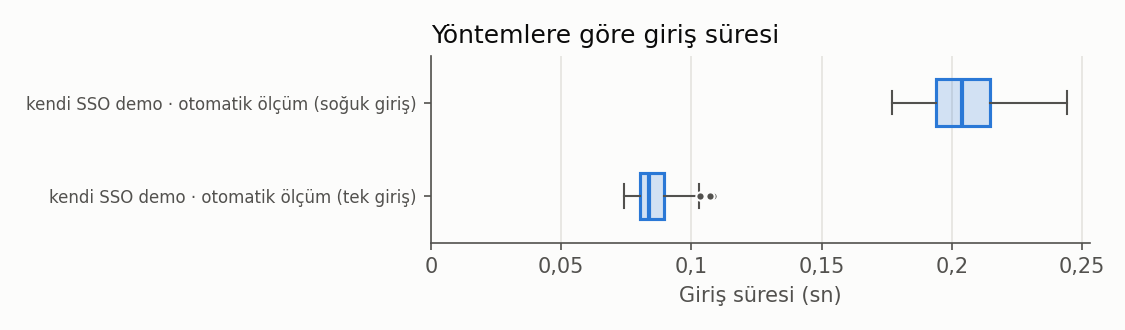 Yöntemlere göre giriş süresi
kendi SSO demo · otomatik ölçüm (soğuk giriş)
kendi SSO demo · otomatik ölçüm (tek giriş)
0 0,05 0,1 0,15 0,2 0,25
Giriş süresi (sn)